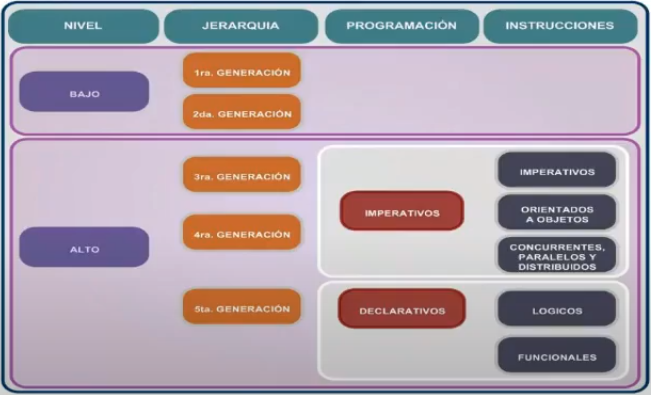 NIVEL
JERARQUIA
PROGRAMACIÓN
INSTRUCCIONES
BAJO
1ra. GENERACIÓN
2da. GENERACIÓN
ALTO
3ra. GENERACIÓN
4ra. GENERACIÓN
5ta. GENERACIÓN
IMPERATIVOS
IMPERATIVOS
ORIENTADOS
A OBJETOS
CONCURRENTES,
PARALELOS Y
DISTRIBUIDOS
DECLARATIVOS
LOGICOS
FUNCIONALES